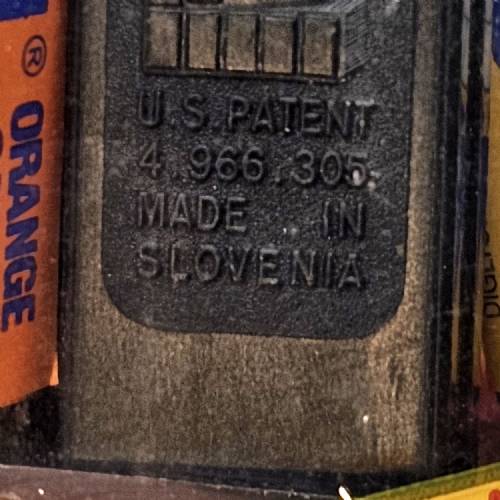 U.S. PATENT
4.966.305.
MADE IN
SLOVENIA
® ORANGE